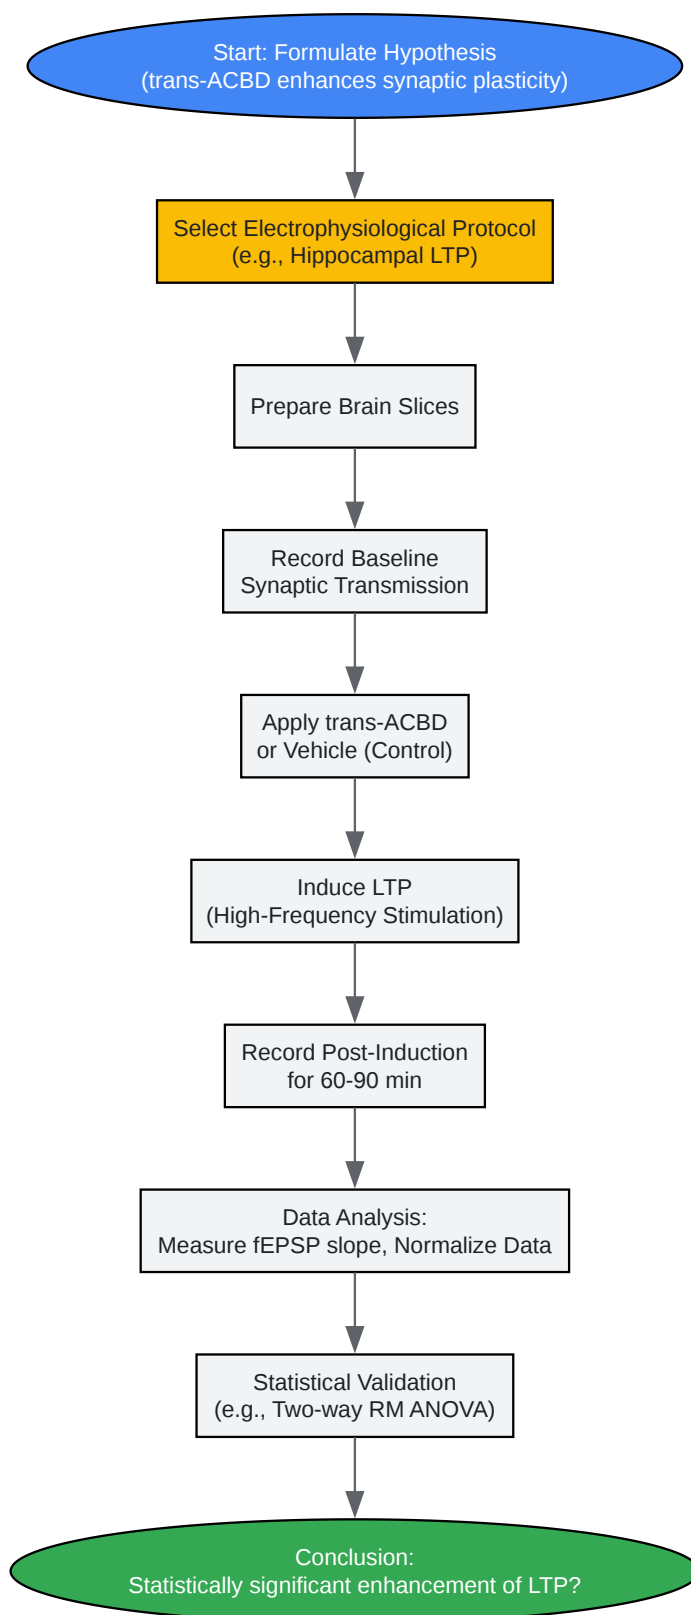 Start: Formulate Hypothesis
(trans-ACBD enhances synaptic plasticity)
Select Electrophysiological Protocol
(e.g., Hippocampal LTP)
Prepare Brain Slices
Record Baseline
Synaptic Transmission
Apply trans-ACBD
or Vehicle (Control)
Induce LTP
(High-Frequency Stimulation)
Record Post-Induction
for 60-90 min
Data Analysis:
Measure fEPSP slope, Normalize Data
Statistical Validation
(e.g., Two-way RM ANOVA)
Conclusion:
Statistically significant enhancement of LTP?